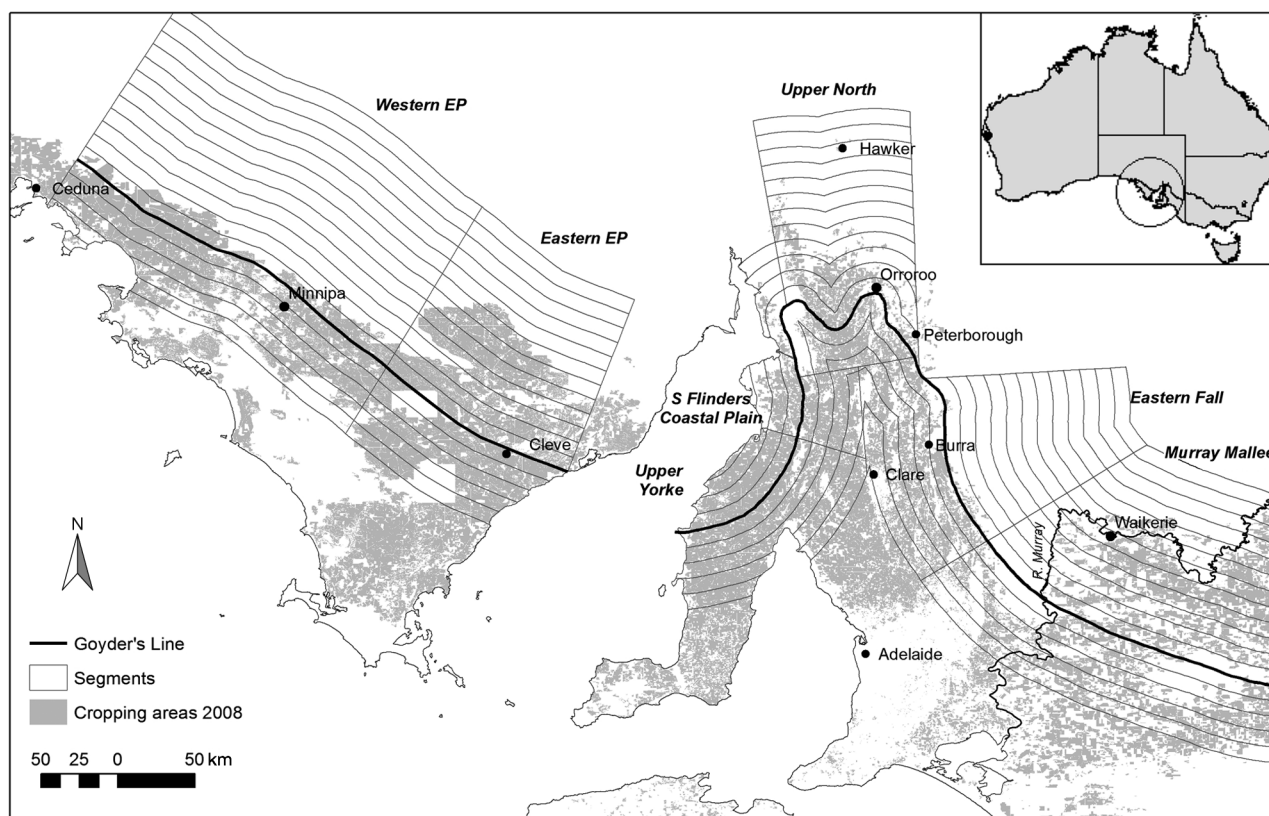 Western EP
Upper North
Hawker
Ceduna
Eastern EP
Orroroo
Minnipa
Peterborough
S Flinders
Coastal Plain
Eastern Fall
Cleve
Burra
Murray Mallee
Upper
Yorke
Clare
Waikerie
R. Murray
N
Goyder's Line
Adelaide
Segments
Cropping areas 2008
50 25 0 50 km